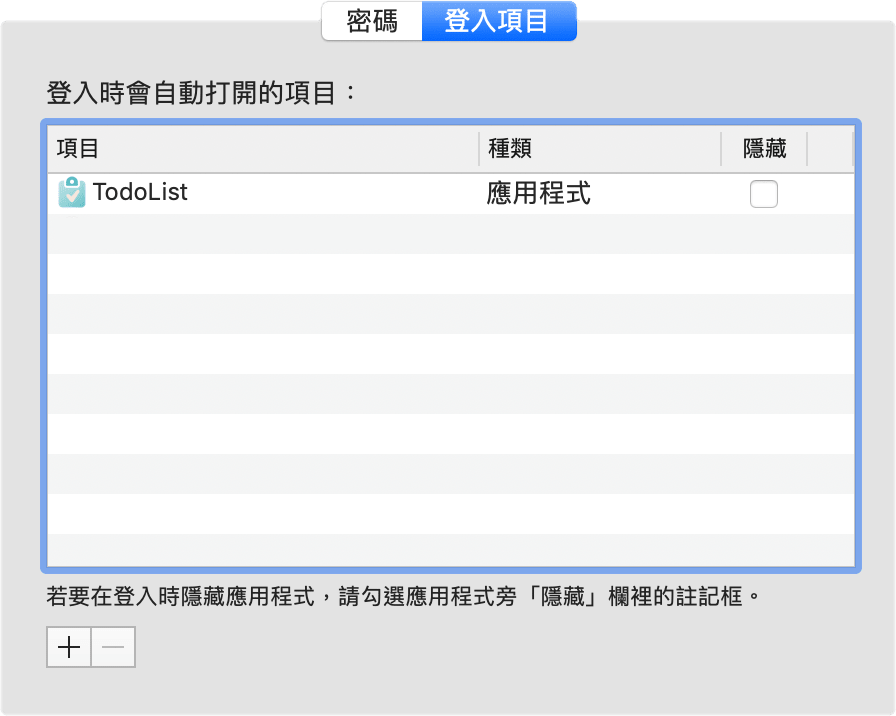 密碼 登入項目
登入時會自動打開的項目：
項目 種類 隱藏
TodoList 應用程式
若要在登入時隱藏應用程式，請勾選應用程式旁「隱藏」欄裡的註記框。